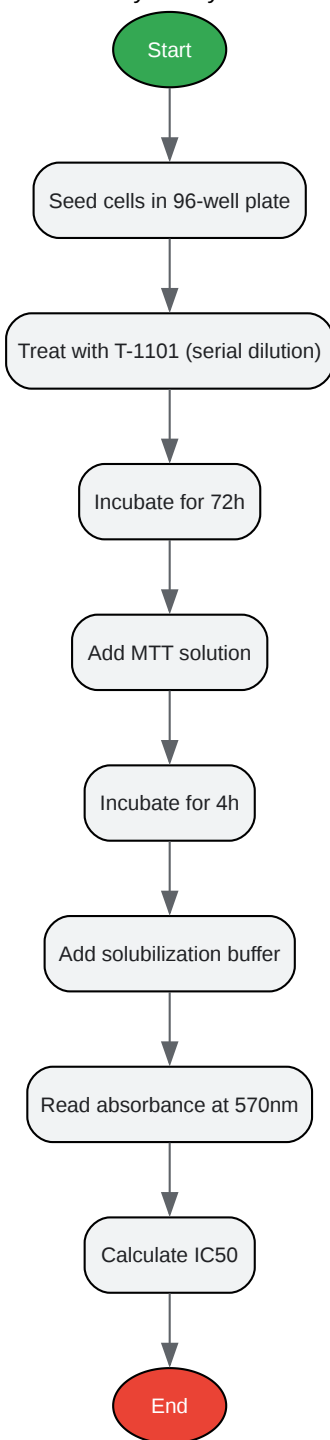 Start
Seed cells in 96-well plate
Treat with T-1101 (serial dilution)
Incubate for 72h
Add MTT solution
Incubate for 4h
Add solubilization buffer
Read absorbance at 570nm
Calculate IC50
End